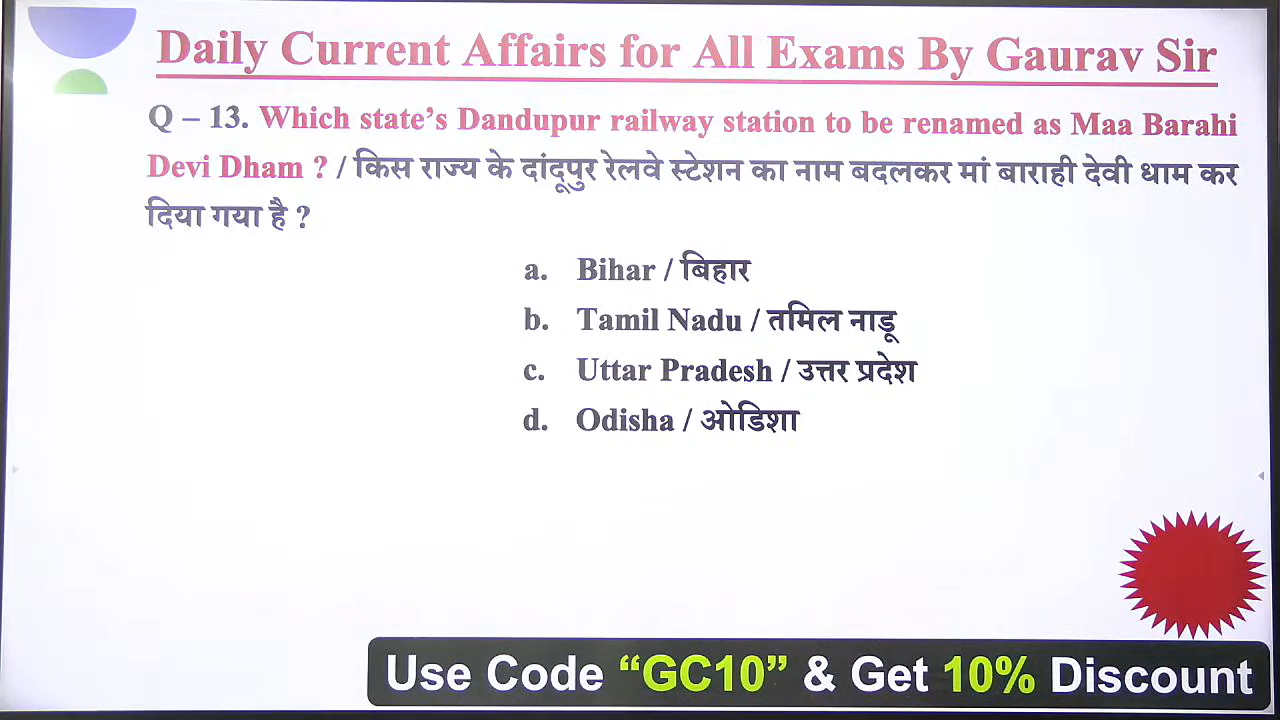 Daily Current Affairs for All Exams By Gaurav Sir
Q – 13. Which state’s Dandupur railway station to be renamed as Maa Barahi
Devi Dham ? / किस राज्य के दांदूपुर रेलवे स्टेशन का नाम बदलकर मां बाराही देवी धाम कर
दिया गया है ?
a. Bihar / बिहार
b. Tamil Nadu / तमिल नाडू
c. Uttar Pradesh / उत्तर प्रदेश
d. Odisha / ओडिशा
Use Code “GC10” & Get 10% Discount